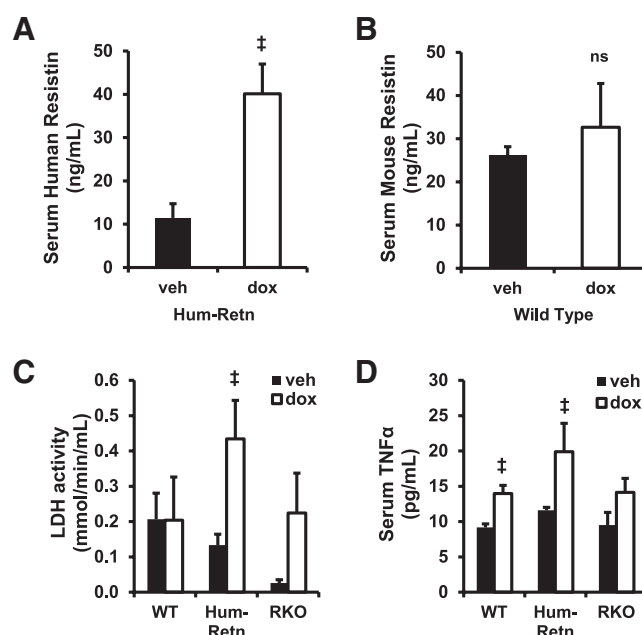 A
Serum Human Resistin
(ng/mL)
50
40
30
20
10
0
‡
veh
dox
Hum-Retn
B
Serum Mouse Resistin
(ng/mL)
50
40
30
20
10
0
ns
veh
dox
Wild Type
C
LDH activity
(mmol/min/mL)
0.6
0.5
0.4
0.3
0.2
0.1
0.0
‡
veh
dox
WT
Hum-
Retn
RKO
D
Serum TNFα
(pg/mL)
30
25
20
15
10
5
0
‡
‡
veh
dox
WT
Hum-
Retn
RKO